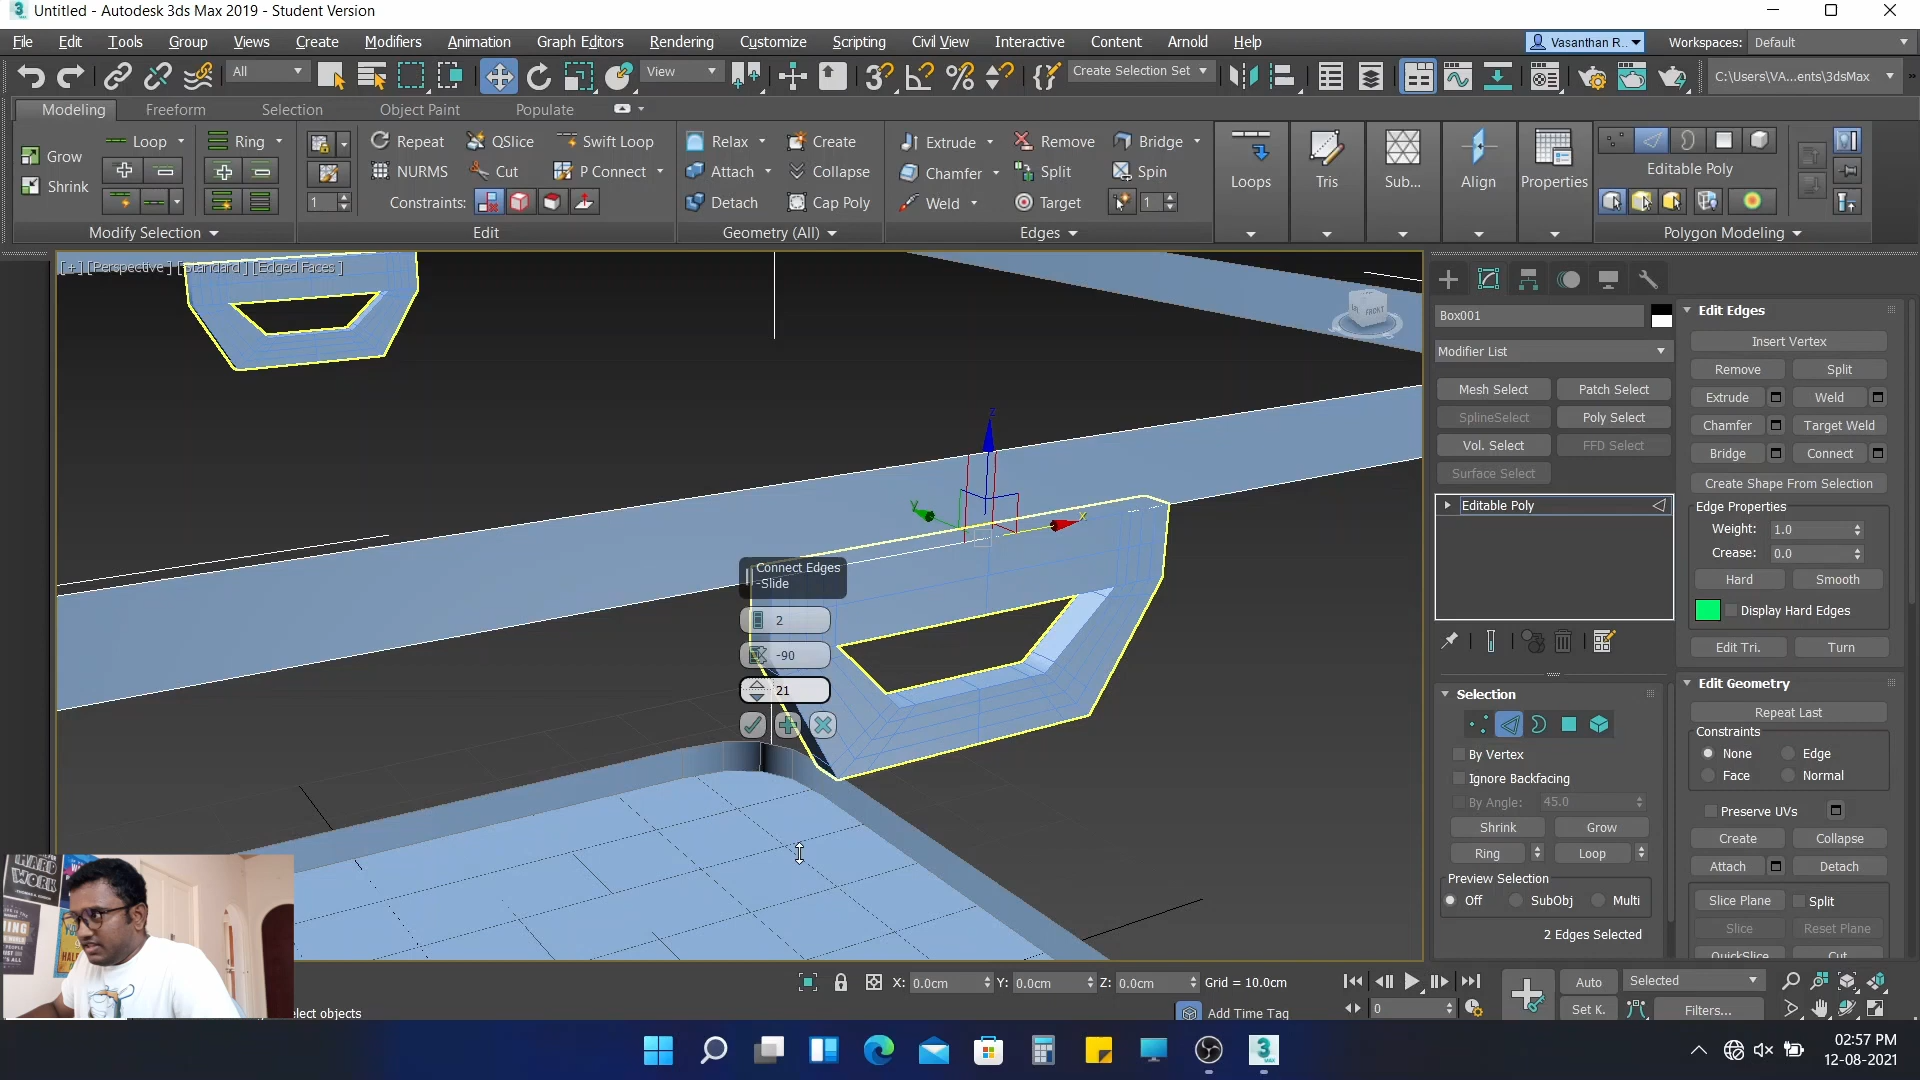 Untitled - Autodesk 3ds Max 2019 - Student Version
File Edit Tools Group Views Create Modifiers Animation Graph Editors Rendering Customize Scripting Civil View Interactive Content Arnold Help
Vasanthan R.. Workspaces: Default
All View Create Selection Set C:\Users\VA...ents\3dsMax
Modeling Freeform Selection Object Paint Populate
Grow Loop Ring Repeat QSlice Swift Loop Relax Create Extrude Remove Bridge
Shrink NURMS Cut P Connect Attach Collapse Chamfer Split Spin
1 Constraints: Detach Cap Poly Weld Target 1
Loops Tris Sub... Align Properties Editable Poly
Modify Selection Edit Geometry (All) Edges Polygon Modeling
[+] [Perspective ] [Standard ] [Edged Faces ]
FRONT
z
y
x
Connect Edges
-Slide
2
-90
21
Box001
Modifier List
Mesh Select Patch Select
SplineSelect Poly Select
Vol. Select FFD Select
Surface Select
Editable Poly
Selection
By Vertex
Ignore Backfacing
By Angle: 45.0
Shrink Grow
Ring Loop
Preview Selection
Off SubObj Multi
2 Edges Selected
Edit Edges
Insert Vertex
Remove Split
Extrude Weld
Chamfer Target Weld
Bridge Connect
Create Shape From Selection
Edge Properties
Weight: 1.0
Crease: 0.0
Hard Smooth
Display Hard Edges
Edit Tri. Turn
Edit Geometry
Repeat Last
Constraints
None Edge
Face Normal
Preserve UVs
Create Collapse
Attach Detach
Slice Plane Split
Slice Reset Plane
QuickSlice Cut
HARD
WORK
X: 0.0cm Y: 0.0cm Z: 0.0cm Grid = 10.0cm
Auto Selected
lect objects
Add Time Tag
0
Set K. Filters...
3
MAX
02:57 PM
12-08-2021